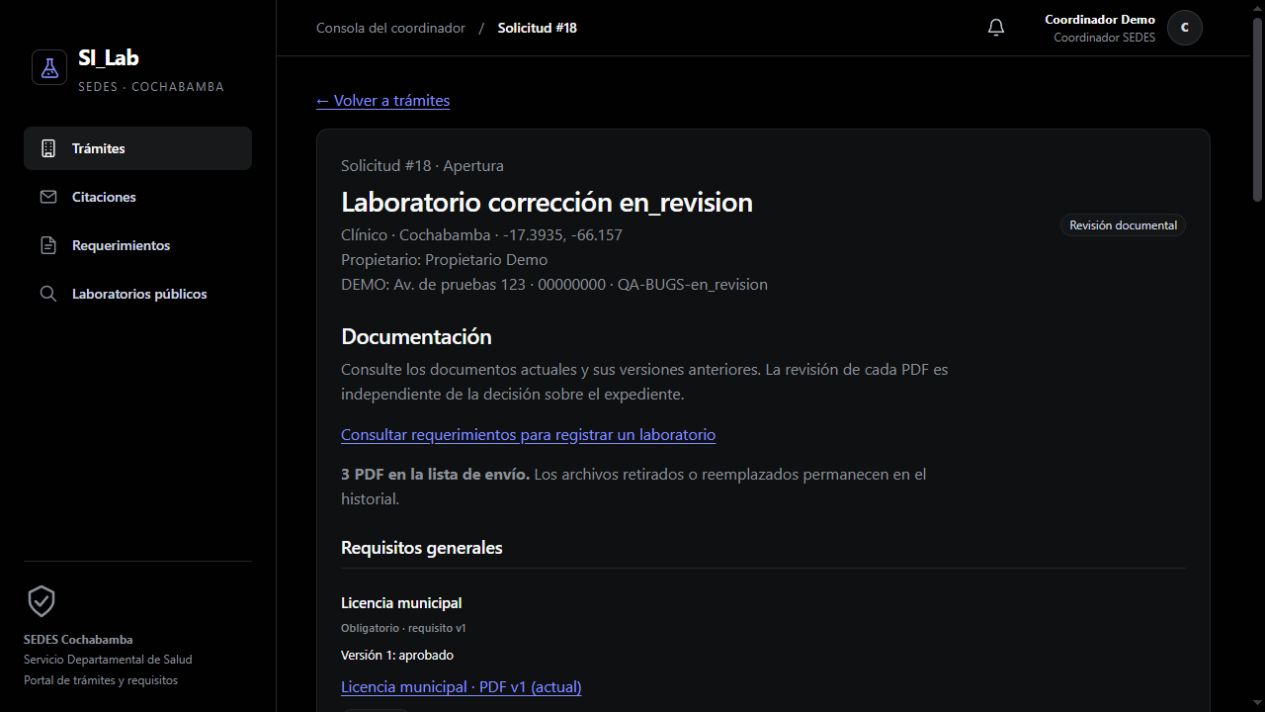 SI_Lab
SEDES · COCHABAMBA
Trámites
Citaciones
Requerimientos
Laboratorios públicos
SEDES Cochabamba
Servicio Departamental de Salud
Portal de trámites y requisitos
Consola del coordinador / Solicitud #18
Coordinador Demo
Coordinador SEDES
C
← Volver a trámites
Solicitud #18 · Apertura
Laboratorio corrección en_revision
Clínico · Cochabamba · -17.3935, -66.157
Propietario: Propietario Demo
DEMO: Av. de pruebas 123 · 00000000 · QA-BUGS-en_revision
Revisión documental
Documentación
Consulte los documentos actuales y sus versiones anteriores. La revisión de cada PDF es
independiente de la decisión sobre el expediente.
Consultar requerimientos para registrar un laboratorio
3 PDF en la lista de envío. Los archivos retirados o reemplazados permanecen en el
historial.
Requisitos generales
Licencia municipal
Obligatorio · requisito v1
Versión 1: aprobado
Licencia municipal · PDF v1 (actual)